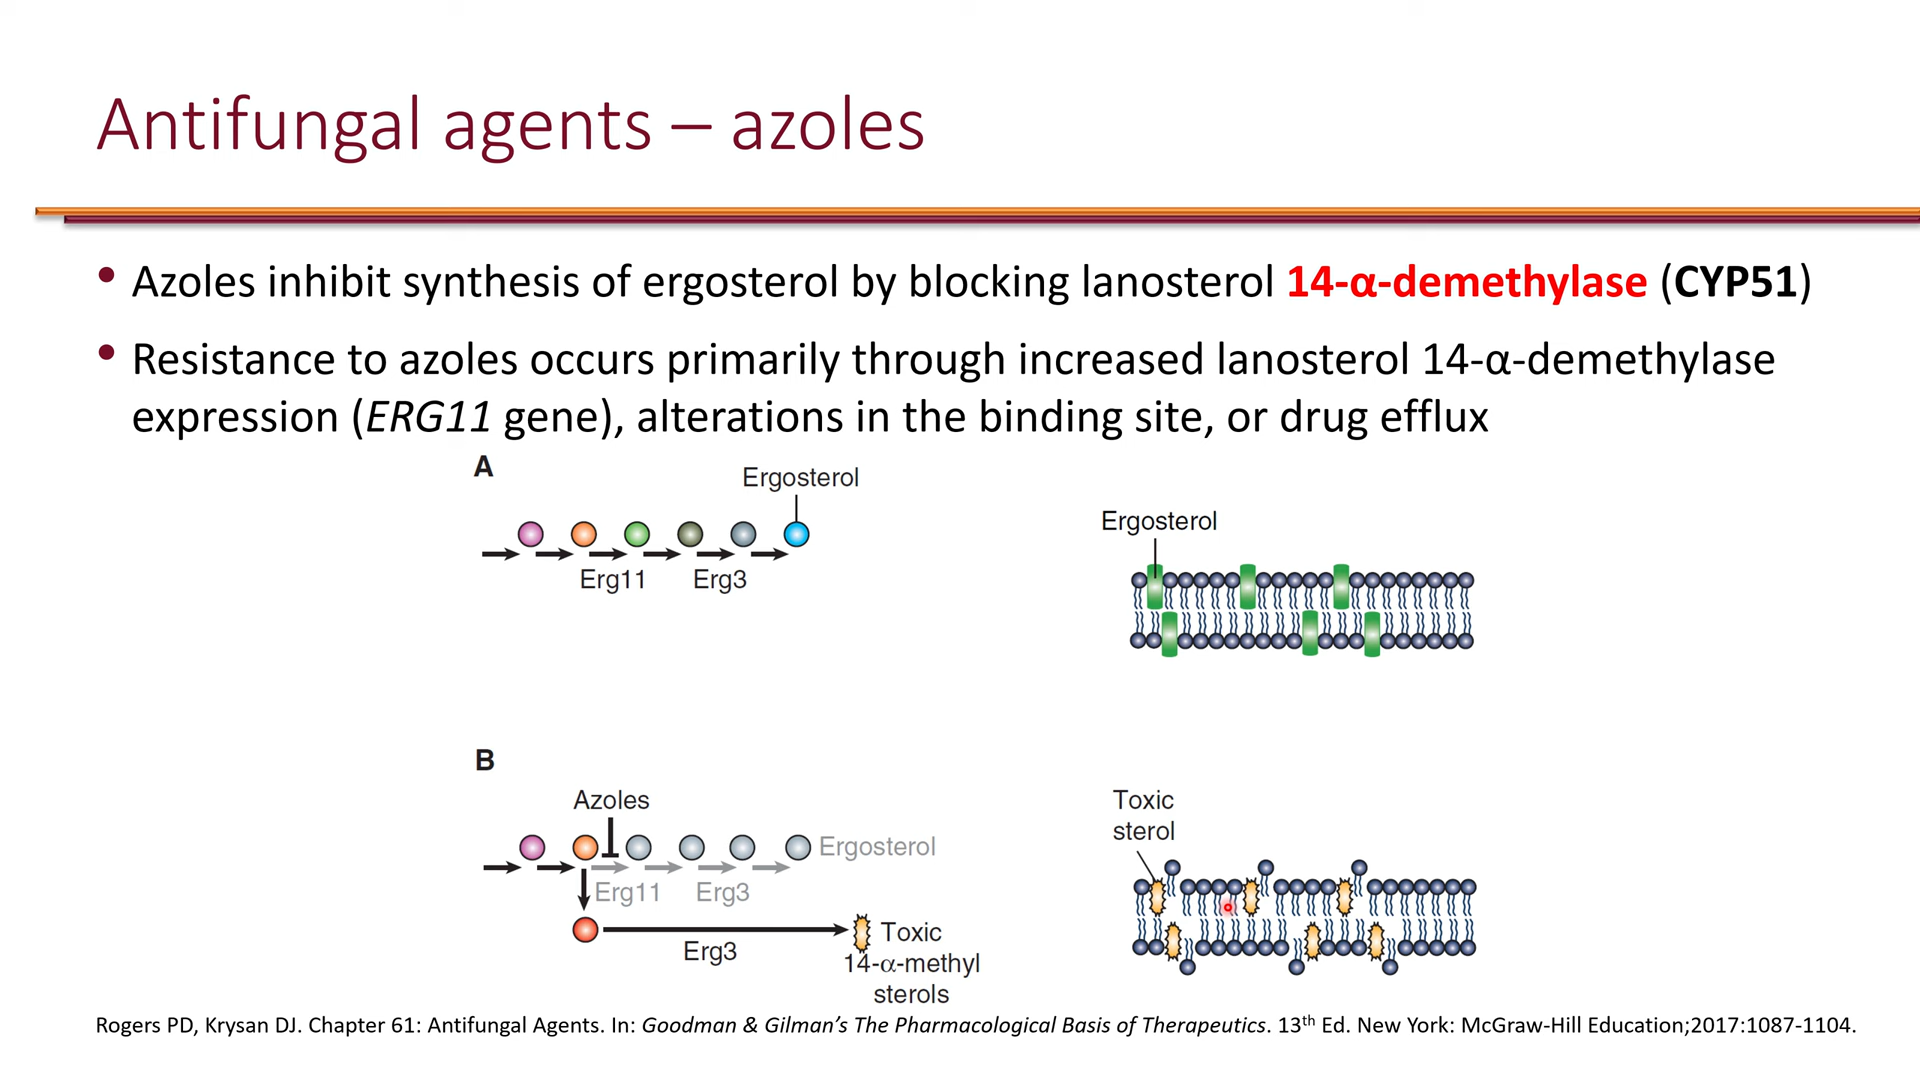 Antifungal agents – azoles
• Azoles inhibit synthesis of ergosterol by blocking lanosterol 14-α-demethylase (CYP51)
• Resistance to azoles occurs primarily through increased lanosterol 14-α-demethylase
expression (ERG11 gene), alterations in the binding site, or drug efflux
A
Ergosterol
Erg11
Erg3
Ergosterol
B
Azoles
Ergosterol
Erg11
Erg3
Erg3
Toxic
14-α-methyl
sterols
Toxic
sterol
Rogers PD, Krysan DJ. Chapter 61: Antifungal Agents. In: Goodman & Gilman’s The Pharmacological Basis of Therapeutics. 13th Ed. New York: McGraw-Hill Education;2017:1087-1104.